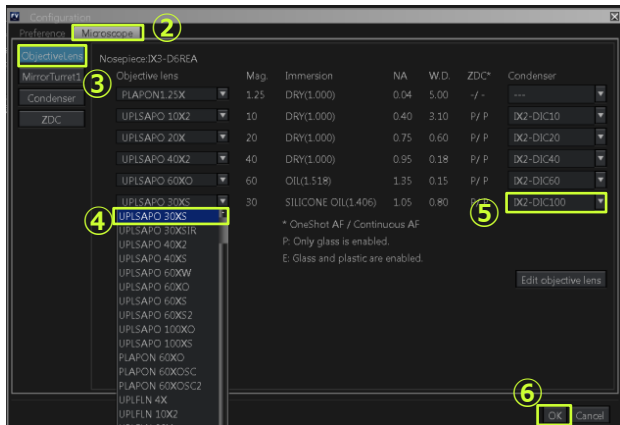 Configuration
Preference Microscope ②
ObjectiveLens Nosepiece:IX3-D6REA
MirrorTurret1 ③ Objective lens Mag. Immersion NA W.D. ZDC* Condenser
Condenser PLAPON1.25X 1.25 DRY(1.000) 0.04 5.00 -/ - ---
ZDC UPLSAPO 10X2 10 DRY(1.000) 0.40 3.10 P/ P IX2-DIC10
UPLSAPO 20X 20 DRY(1.000) 0.75 0.60 P/ P IX2-DIC20
UPLSAPO 40X2 40 DRY(1.000) 0.95 0.18 P/ P IX2-DIC40
UPLSAPO 60XO 60 OIL(1.518) 1.35 0.15 P/ P IX2-DIC60
UPLSAPO 30XS 30 SILICONE OIL(1.406) 1.05 0.80 P/ P ⑤ IX2-DIC100
④ UPLSAPO 30XS
UPLSAPO 30XSIR
UPLSAPO 40X2
UPLSAPO 40XS
UPLSAPO 60XW
UPLSAPO 60XO
UPLSAPO 60XS
UPLSAPO 60XS2
UPLSAPO 100XO
UPLSAPO 100XS
PLAPON 60XO
PLAPON 60XOSC
PLAPON 60XOSC2
UPLFLN 4X
UPLFLN 10X2
* OneShot AF / Continuous AF
P: Only glass is enabled.
E: Glass and plastic are enabled.
Edit objective lens
⑥
OK Cancel